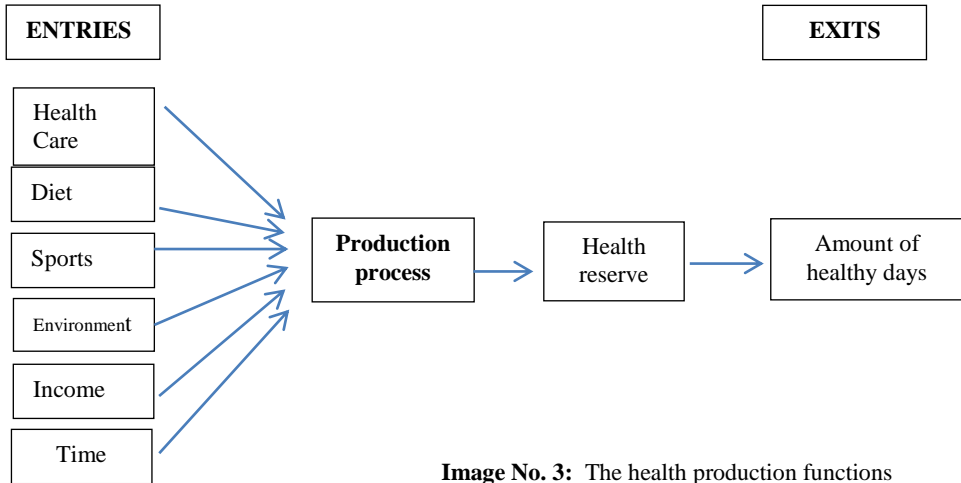 ENTRIES
EXITS
Health
Care
Diet
Sports
Environment
Income
Time
Production
process
Health
reserve
Amount of
healthy days
Image No. 3: The health production functions